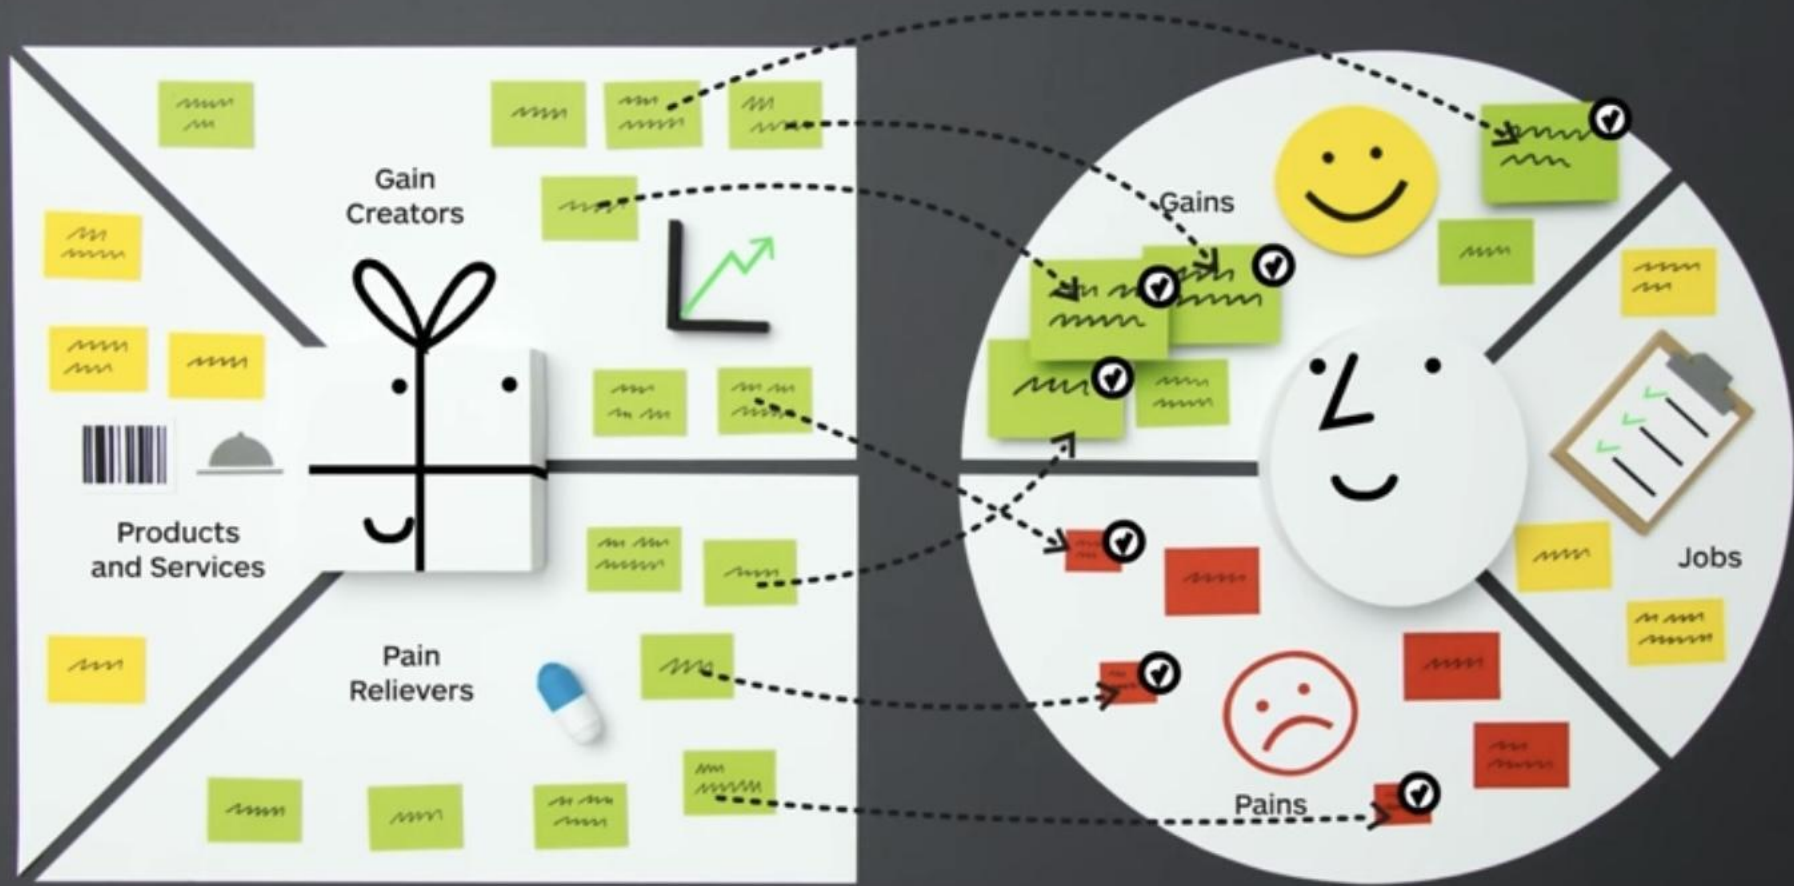 Gain
Creators
Products
and Services
Pain
Relievers
Gains
Pains
Jobs